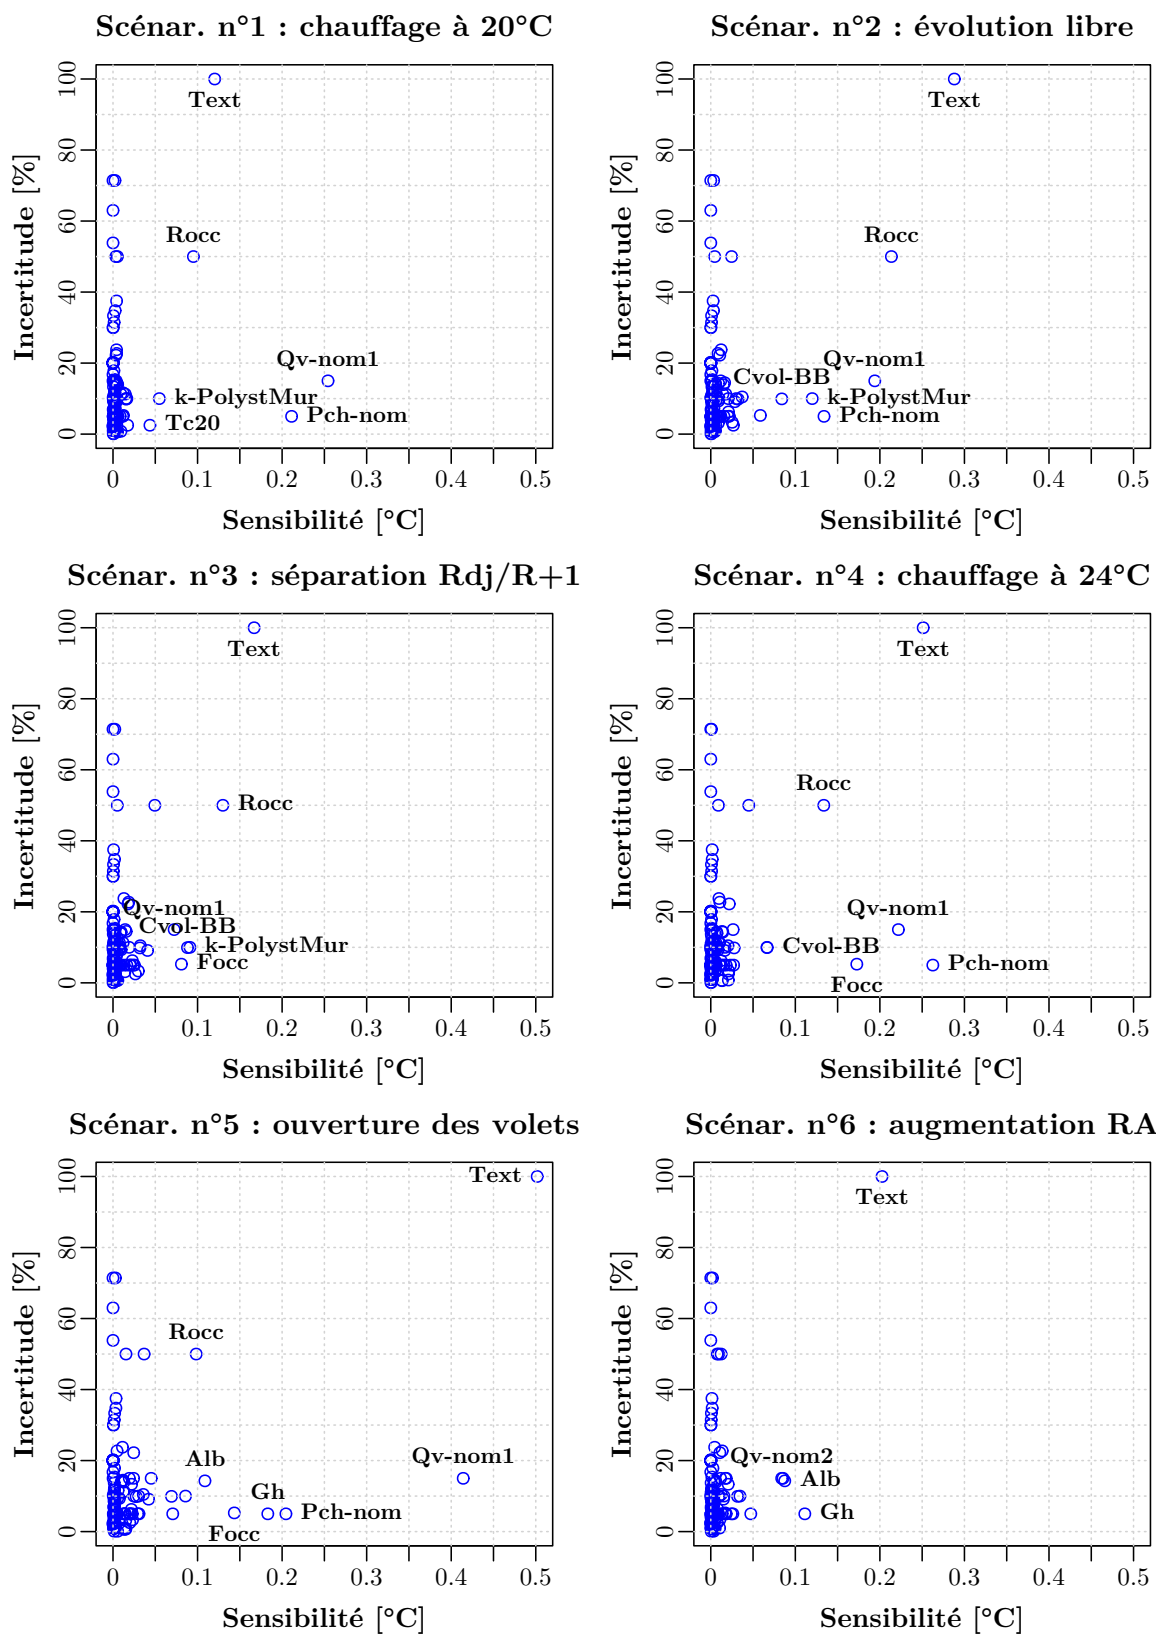 Scénar. n°1 : chauffage à 20°C
Incertitude [%]
100
80
60
40
20
0
Text
Rocc
Qv-nom1
k-PolystMur
Pch-nom
Tc20
0 0.1 0.2 0.3 0.4 0.5
Sensibilité [°C]
Scénar. n°2 : évolution libre
Incertitude [%]
100
80
60
40
20
0
Text
Rocc
Qv-nom1
Cvol-BB
k-PolystMur
Pch-nom
0 0.1 0.2 0.3 0.4 0.5
Sensibilité [°C]
Scénar. n°3 : séparation Rdj/R+1
Incertitude [%]
100
80
60
40
20
0
Text
Rocc
Qv-nom1
Cvol-BB
k-PolystMur
Focc
0 0.1 0.2 0.3 0.4 0.5
Sensibilité [°C]
Scénar. n°4 : chauffage à 24°C
Incertitude [%]
100
80
60
40
20
0
Text
Rocc
Qv-nom1
Cvol-BB
Pch-nom
Focc
0 0.1 0.2 0.3 0.4 0.5
Sensibilité [°C]
Scénar. n°5 : ouverture des volets
Incertitude [%]
100
80
60
40
20
0
Text
Rocc
Qv-nom1
Alb
Gh
Pch-nom
Focc
0 0.1 0.2 0.3 0.4 0.5
Sensibilité [°C]
Scénar. n°6 : augmentation RA
Incertitude [%]
100
80
60
40
20
0
Text
Qv-nom2
Alb
Gh
0 0.1 0.2 0.3 0.4 0.5
Sensibilité [°C]